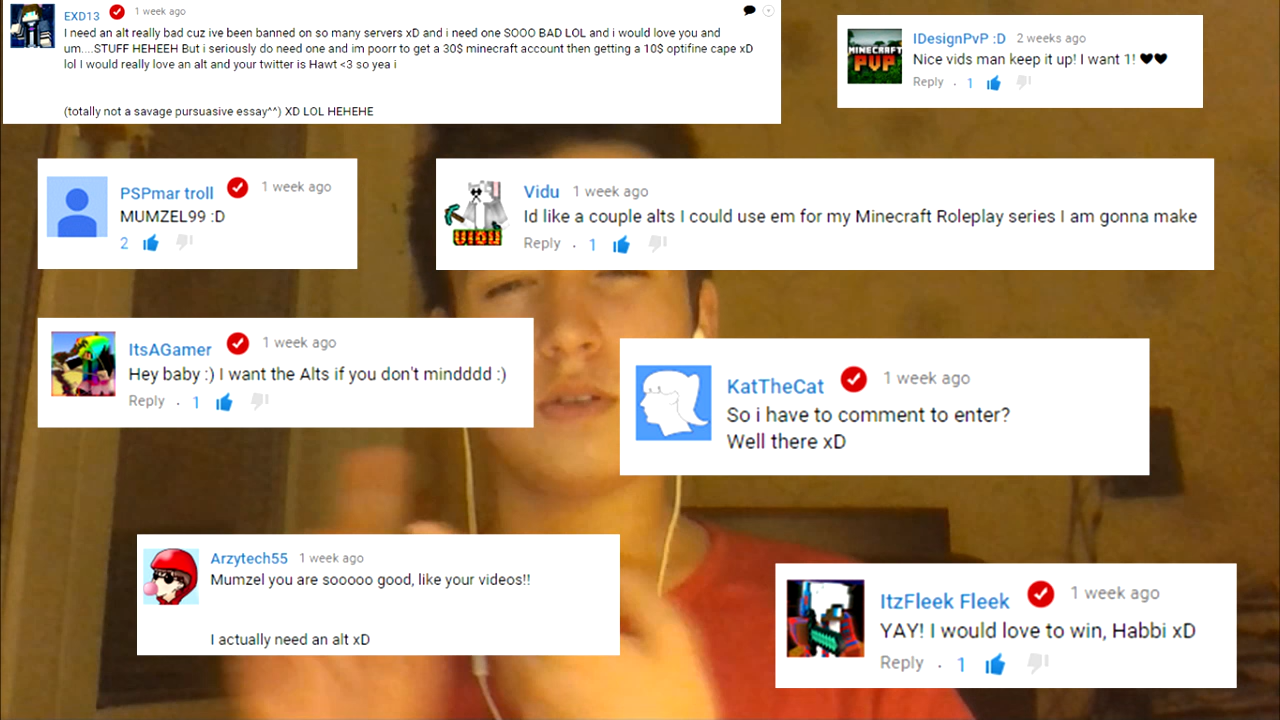 EXD13 1 week ago
I need an alt really bad cuz ive been banned on so many servers xD and i need one SOOO BAD LOL and i would love you and
um....STUFF HEHEEH But i seriously do need one and im poorr to get a 30$ minecraft account then getting a 10$ optifine cape xD
lol I would really love an alt and your twitter is Hawt <3 so yea i
(totally not a savage pursuasive essay^^) XD LOL HEHEHE
MINECRAFT
PVP
IDesignPvP :D 2 weeks ago
Nice vids man keep it up! I want 1! ♥♥
Reply · 1
PSPmar troll 1 week ago
MUMZEL99 :D
2
VIDU
Vidu 1 week ago
Id like a couple alts I could use em for my Minecraft Roleplay series I am gonna make
Reply · 1
ItsAGamer 1 week ago
Hey baby :) I want the Alts if you don't mindddd :)
Reply · 1
KatTheCat 1 week ago
So i have to comment to enter?
Well there xD
Arzytech55 1 week ago
Mumzel you are sooooo good, like your videos!!
I actually need an alt xD
ItzFleek Fleek 1 week ago
YAY! I would love to win, Habbi xD
Reply · 1